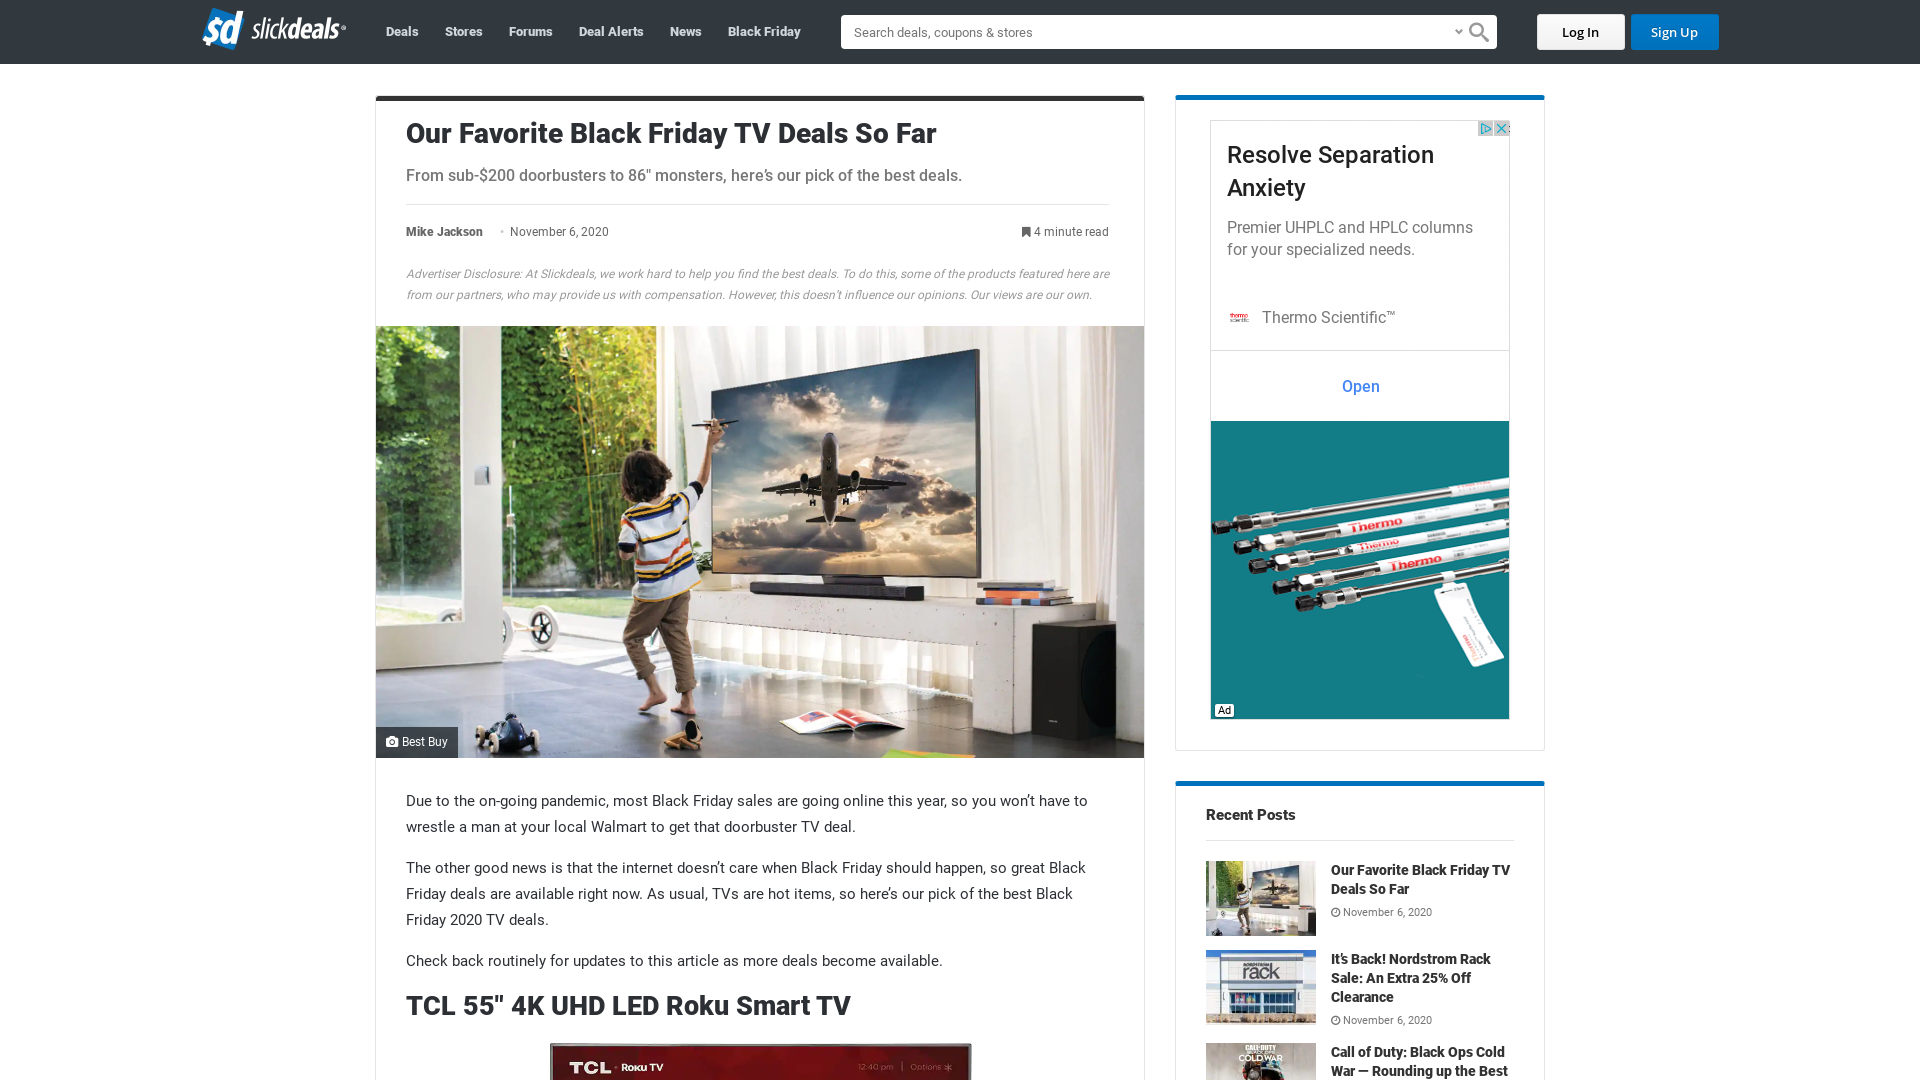 sd slickdeals
Deals
Stores
Forums
Deal Alerts
News
Black Friday
Search deals, coupons & stores
Log In
Sign Up
Our Favorite Black Friday TV Deals So Far
From sub-$200 doorbusters to 86" monsters, here’s our pick of the best deals.
Mike Jackson • November 6, 2020
4 minute read
Advertiser Disclosure: At Slickdeals, we work hard to help you find the best deals. To do this, some of the products featured here are
from our partners, who may provide us with compensation. However, this doesn’t influence our opinions. Our views are our own.
Best Buy
Due to the on-going pandemic, most Black Friday sales are going online this year, so you won’t have to
wrestle a man at your local Walmart to get that doorbuster TV deal.
The other good news is that the internet doesn’t care when Black Friday should happen, so great Black
Friday deals are available right now. As usual, TVs are hot items, so here’s our pick of the best Black
Friday 2020 TV deals.
Check back routinely for updates to this article as more deals become available.
TCL 55" 4K UHD LED Roku Smart TV
TCL • Roku TV
12:40 pm | Options
Resolve Separation
Anxiety
Premier UHPLC and HPLC columns
for your specialized needs.
thermo
scientific
Thermo Scientific™
Open
Thermo
Thermo
Thermo
Thermo
Ad
Recent Posts
Our Favorite Black Friday TV
Deals So Far
November 6, 2020
NORDSTROM
rack
It’s Back! Nordstrom Rack
Sale: An Extra 25% Off
Clearance
November 6, 2020
CALL OF DUTY
BLACK OPS
COLD WAR
Call of Duty: Black Ops Cold
War — Rounding up the Best